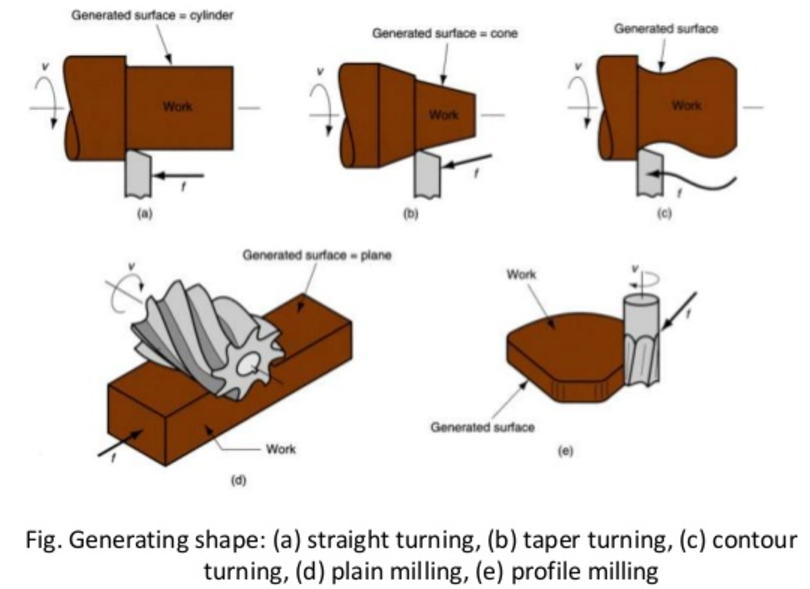 Generated surface = cylinder
v
Work
f
(a)
Generated surface = cone
v
Work
f
(b)
Generated surface
v
Work
f
(c)
Generated surface = plane
v
Work
f
(d)
Work
v
f
Generated surface
(e)
Fig. Generating shape: (a) straight turning, (b) taper turning, (c) contour
turning, (d) plain milling, (e) profile milling